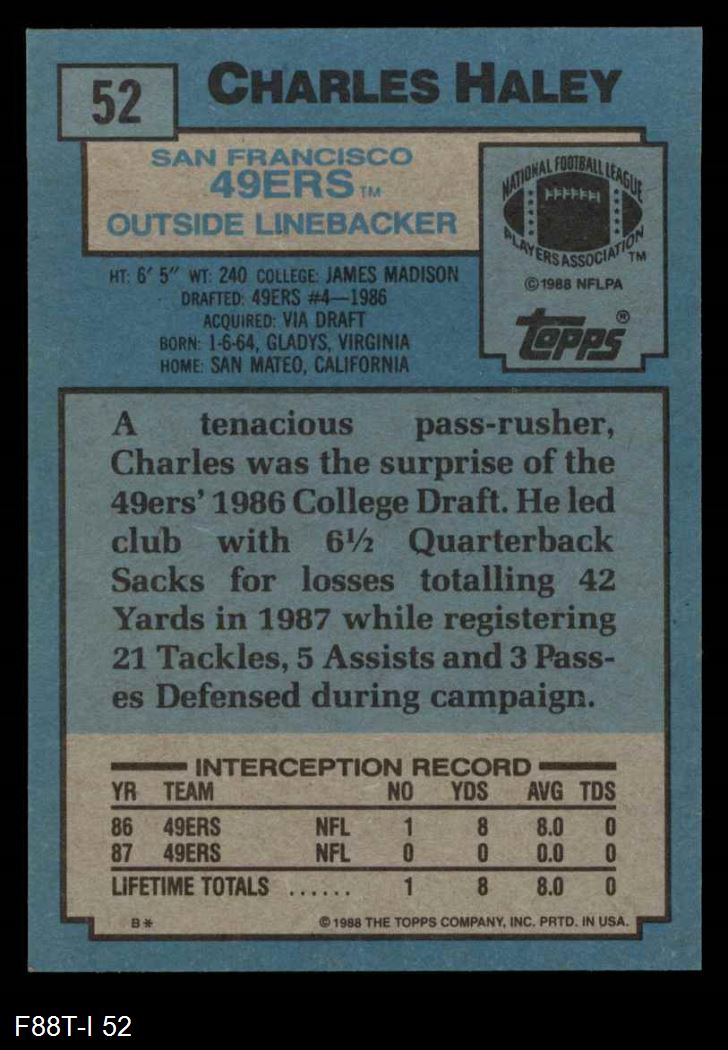 52
CHARLES HALEY
SAN FRANCISCO
49ERS TM
OUTSIDE LINEBACKER
NATIONAL FOOTBALL LEAGUE
PLAYERS ASSOCIATION TM
© 1988 NFLPA
topps®
HT: 6' 5" WT: 240 COLLEGE: JAMES MADISON
DRAFTED: 49ERS #4—1986
ACQUIRED: VIA DRAFT
BORN: 1-6-64, GLADYS, VIRGINIA
HOME: SAN MATEO, CALIFORNIA
A tenacious pass-rusher,
Charles was the surprise of the
49ers' 1986 College Draft. He led
club with 6½ Quarterback
Sacks for losses totalling 42
Yards in 1987 while registering
21 Tackles, 5 Assists and 3 Pass-
es Defensed during campaign.
INTERCEPTION RECORD
YR TEAM NO YDS AVG TDS
86 49ERS NFL 1 8 8.0 0
87 49ERS NFL 0 0 0.0 0
LIFETIME TOTALS ...... 1 8 8.0 0
B* © 1988 THE TOPPS COMPANY, INC. PRTD. IN USA.
F88T-I 52